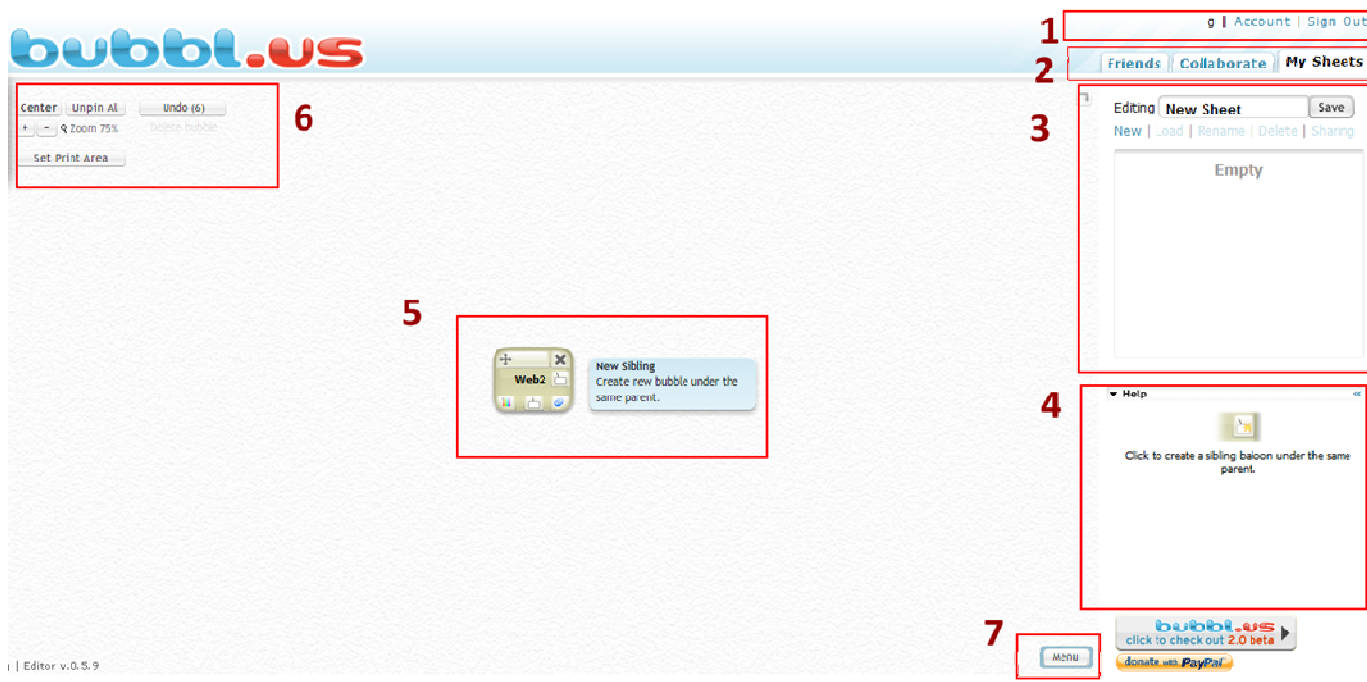 bubbl.us
1
g | Account | Sign Out
2
Friends Collaborate My Sheets
6
Center Unpin Al Undo (6)
+ - Zoom 75% Delete bubble
Set Print Area
3
Editing New Sheet Save
New | Load | Rename | Delete | Sharing
Empty
5
Web2
New Sibling
Create new bubble under the
same parent.
4
Help «
Click to create a sibling baloon under the same
parent.
7
Menu
bubbl.us
click to check out 2.0 beta
donate with PayPal
| Editor v.0.5.9